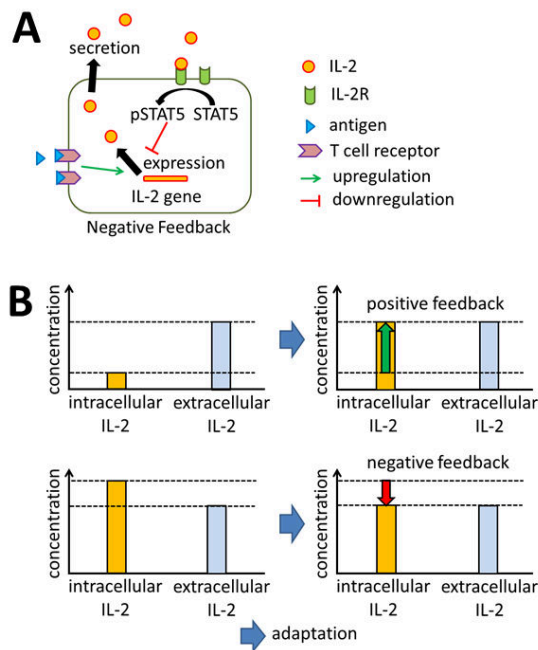 A
secretion
pSTAT5 STAT5
expression
IL-2 gene
Negative Feedback
IL-2
IL-2R
antigen
T cell receptor
upregulation
downregulation
B
concentration
intracellular extracellular
IL-2 IL-2
positive feedback
concentration
intracellular extracellular
IL-2 IL-2
concentration
intracellular extracellular
IL-2 IL-2
negative feedback
concentration
intracellular extracellular
IL-2 IL-2
adaptation